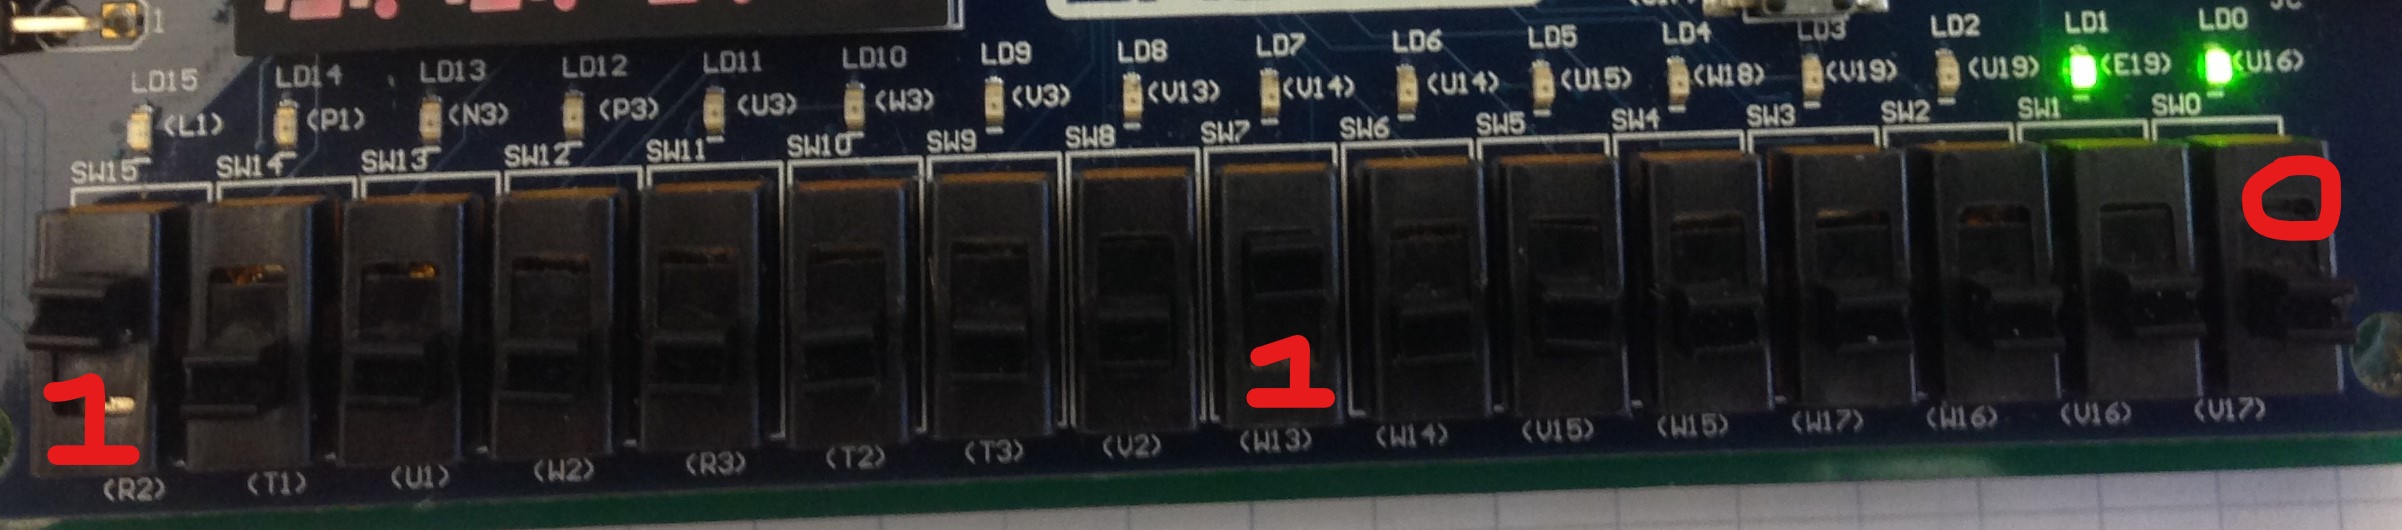 1
LD15 LD14 LD13 LD12 LD11 LD10 LD9 LD8 LD7 LD6 LD5 LD4 LD3 LD2 LD1 LD0
(L1) (P1) (N3) (P3) (U3) (W3) (V3) (V13) (V14) (U14) (U15) (W18) (V19) (U19) (E19) (U16)
SW15 SW14 SW13 SW12 SW11 SW10 SW9 SW8 SW7 SW6 SW5 SW4 SW3 SW2 SW1 SW0
1 1 0
(R2) (T1) (U1) (W2) (R3) (T2) (T3) (V2) (W13) (W14) (V15) (W15) (W17) (W16) (V16) (V17)